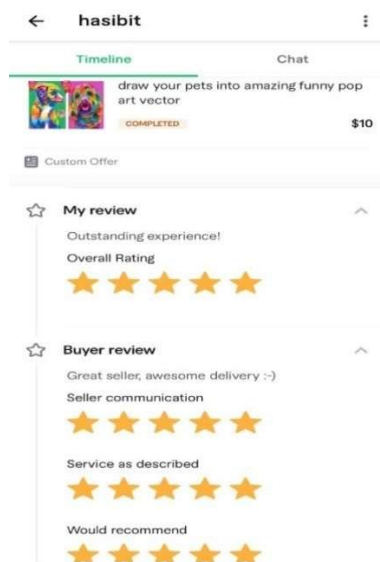 hasibit
Timeline
Chat
draw your pets into amazing funny pop
art vector
COMPLETED
$10
Custom Offer
My review
Outstanding experience!
Overall Rating
Buyer review
Great seller, awesome delivery :-)
Seller communication
Service as described
Would recommend